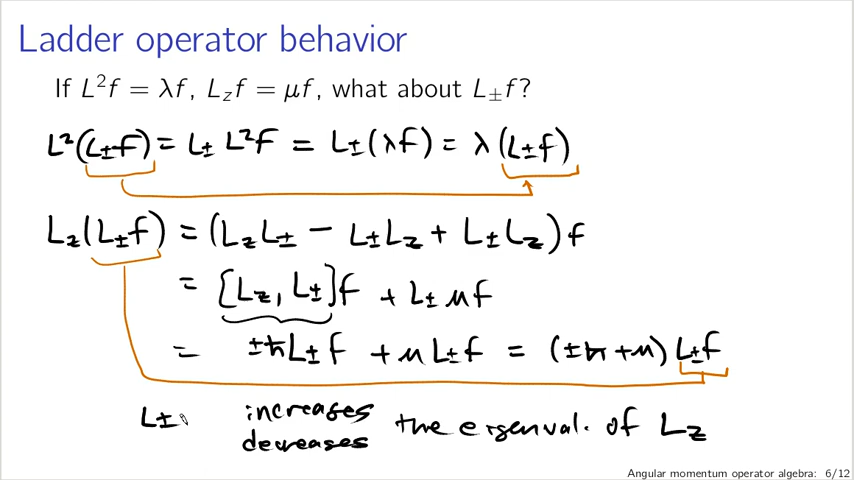 Ladder operator behavior
If L²f = λf, L_z f = μf, what about L±f?
L²(L±f) = L± L²f = L±(λf) = λ(L±f)
L_z(L±f) = (L_z L± − L± L_z + L± L_z) f
= [L_z, L±]f + L± μf
= ±ħL±f + μL±f = (±ħ+μ) L±f
L± increases
decreases the eigenval. of L_z
Angular momentum operator algebra: 6/12